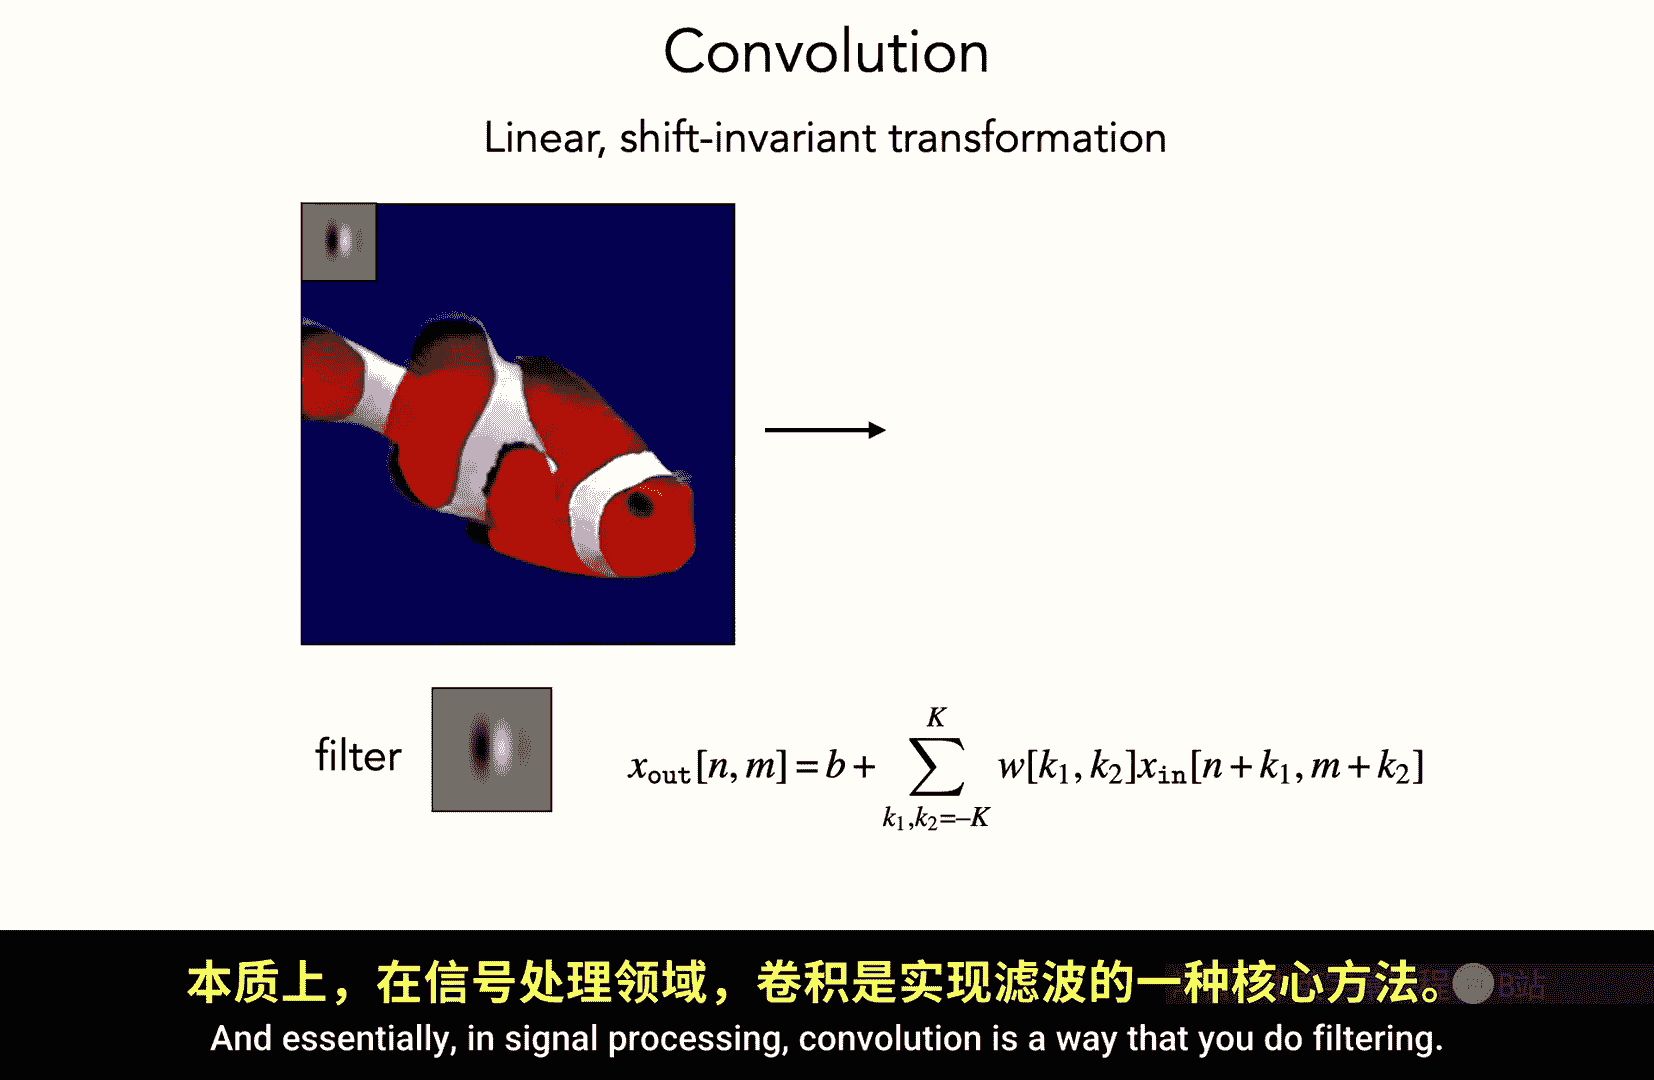 Convolution
Linear, shift-invariant transformation
filter
x_out[n, m] = b + ∑_{k₁,k₂=–K}^{K} w[k₁, k₂]x_in[n + k₁, m + k₂]
本质上，在信号处理领域，卷积是实现滤波的一种核心方法。
B站
And essentially, in signal processing, convolution is a way that you do filtering.